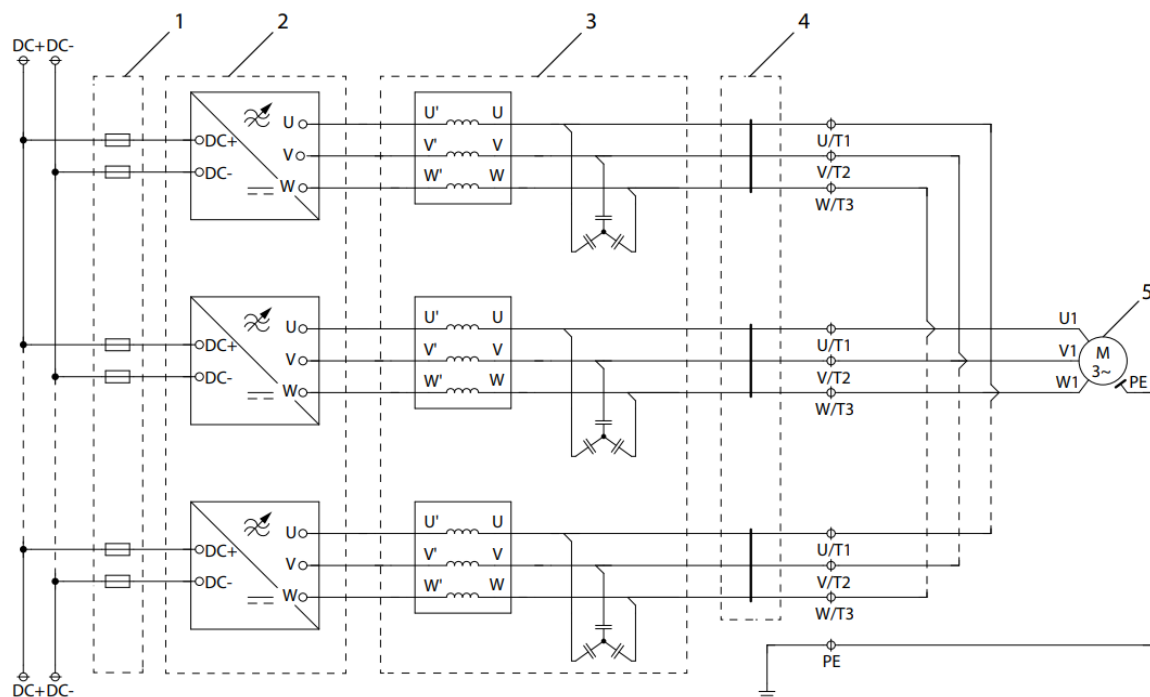 1 2 3 4
DC+ DC-
DC+ U U' U U/T1
DC- V V' V V/T2
W W' W W/T3
U U' U U/T1 U1 5
DC+ V V' V V/T2 V1 M 3~
DC- W W' W W/T3 W1 PE
U U' U U/T1
DC+ V V' V V/T2
DC- W W' W W/T3
PE
DC+ DC-